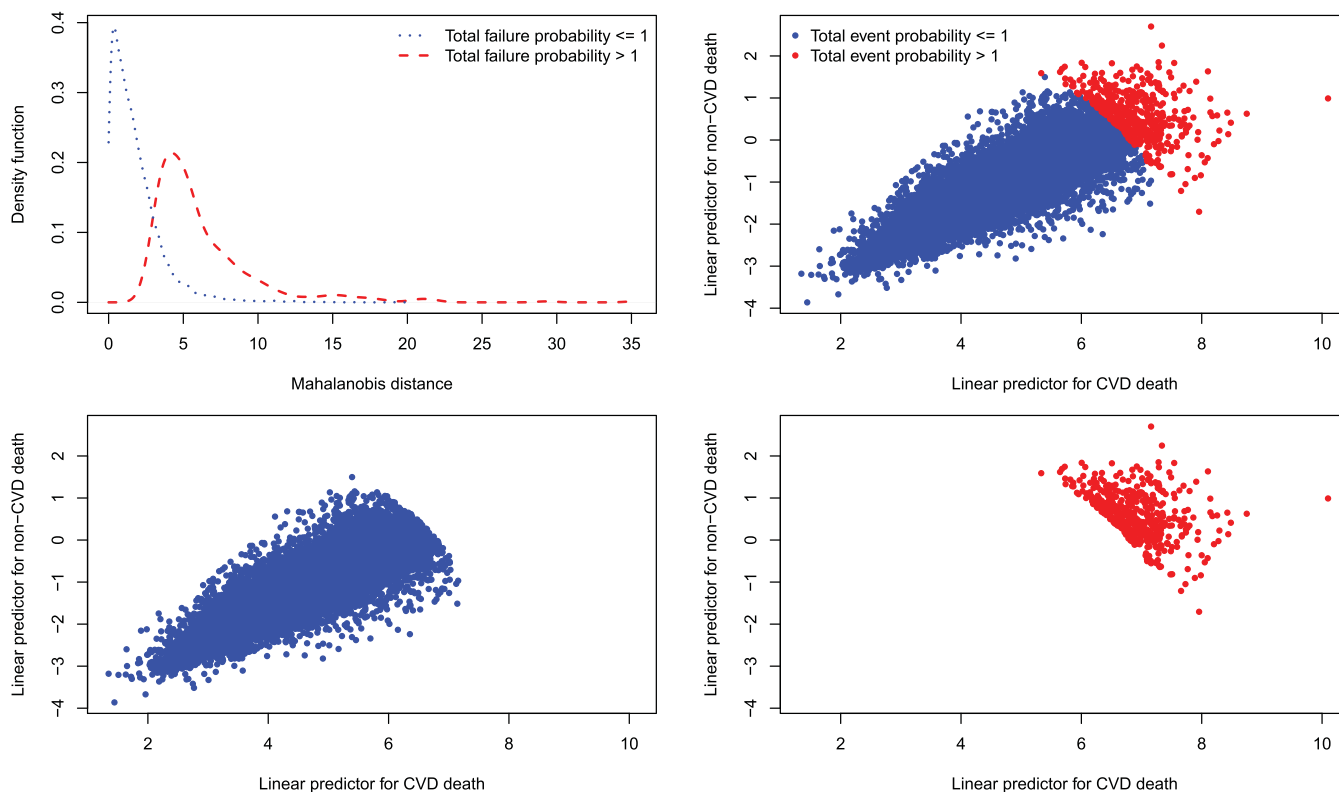 Total failure probability <= 1
Total failure probability > 1
Density function
0.4
0.3
0.2
0.1
0.0
0 5 10 15 20 25 30 35
Mahalanobis distance
Total event probability <= 1
Total event probability > 1
Linear predictor for non−CVD death
2
1
0
−1
−2
−3
−4
2 4 6 8 10
Linear predictor for CVD death
Linear predictor for non−CVD death
2
1
0
−1
−2
−3
−4
2 4 6 8 10
Linear predictor for CVD death
Linear predictor for non−CVD death
2
1
0
−1
−2
−3
−4
2 4 6 8 10
Linear predictor for CVD death